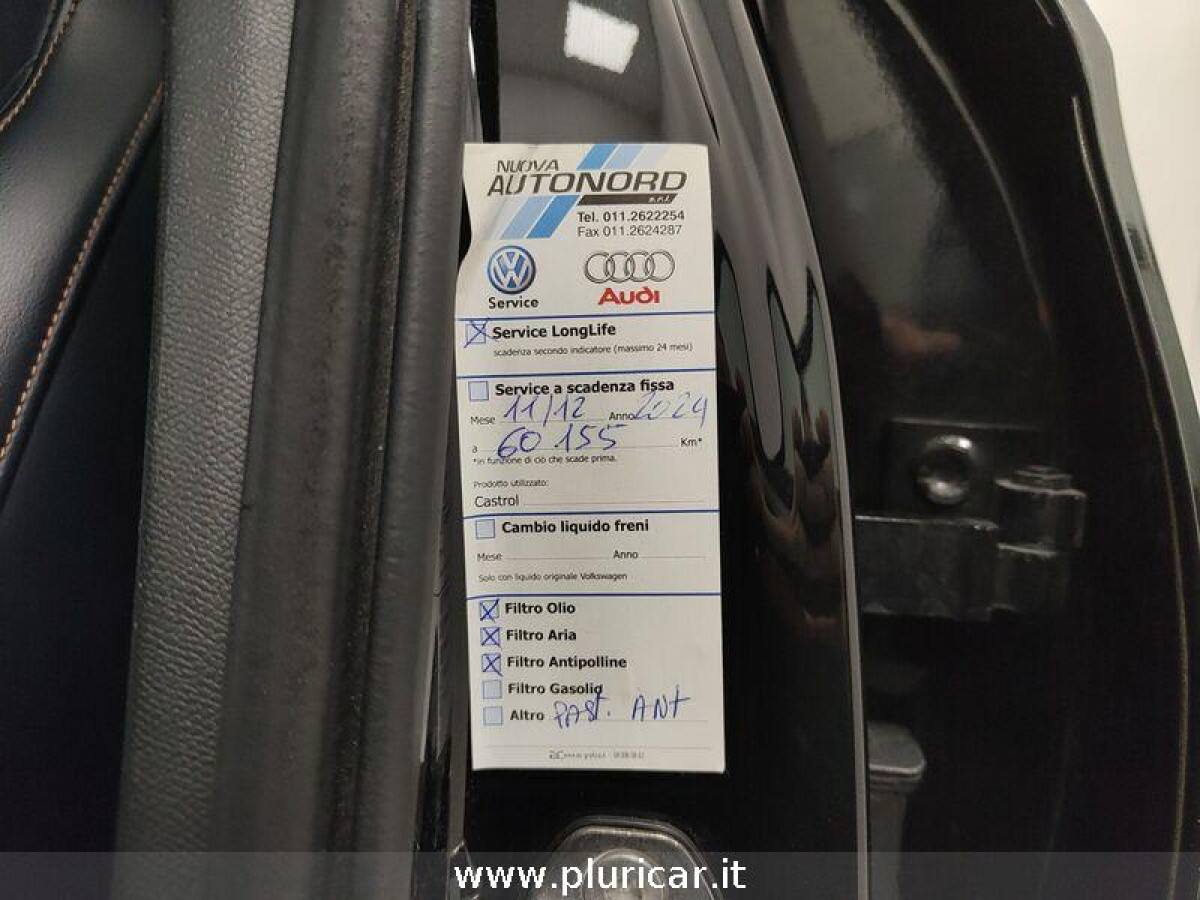 NUOVA
AUTONORD
s.r.l.
Tel. 011.2622254
Fax 011.2624287
Service
Audi
Service LongLife
scadenza secondo indicatore (massimo 24 mesi)
Service a scadenza fissa
Mese 11/12 Anno 2024
a 60 155 Km*
*in funzione di ciò che scade prima.
Prodotto utilizzato:
Castrol
Cambio liquido freni
Mese Anno
Solo con liquido originale Volkswagen
Filtro Olio
Filtro Aria
Filtro Antipolline
Filtro Gasolio
Altro PAST. ANT
www.pluricar.it